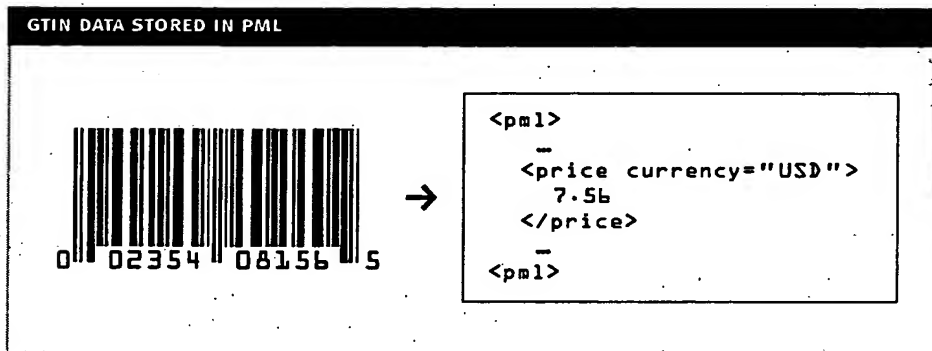 GTIN DATA STORED IN PML
0 02354 08156 5
→
<pml>
…
<price currency="USD">
7.56
</price>
…
<pml>